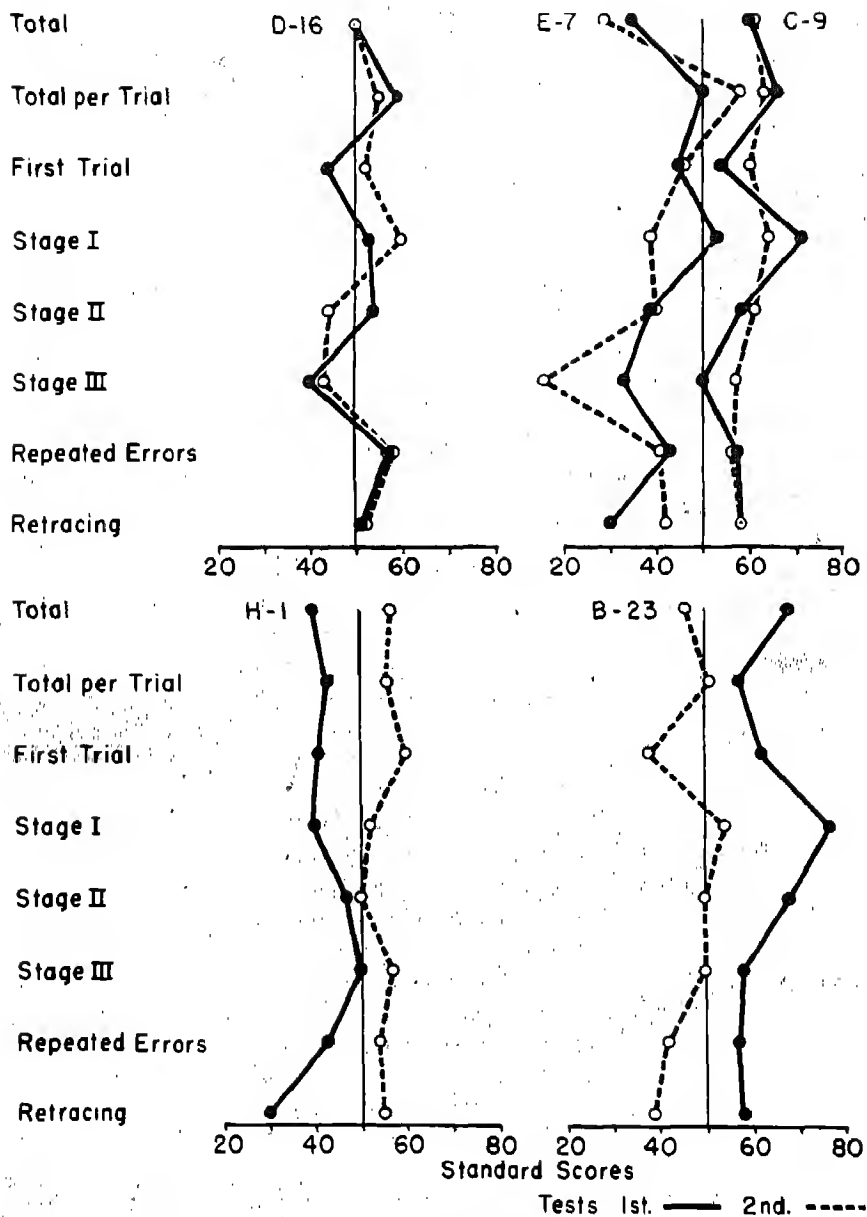 Total D-16 E-7 C-9
Total per Trial
First Trial
Stage I
Stage II
Stage III
Repeated Errors
Retracing
20 40 60 80 20 40 60 80
Total H-1 B-23
Total per Trial
First Trial
Stage I
Stage II
Stage III
Repeated Errors
Retracing
20 40 60 80 20 40 60 80
Standard Scores
Tests 1st. 2nd.